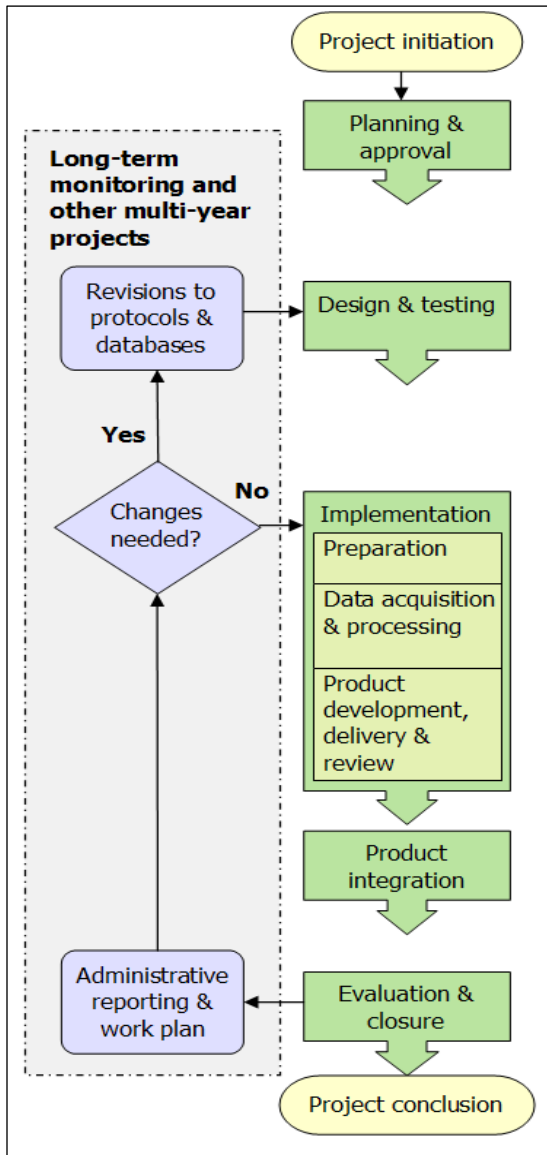 Project initiation
Planning &
approval
Long-term
monitoring and
other multi-year
projects
Revisions to
protocols &
databases
Design & testing
Yes
No
Changes
needed?
Implementation
Preparation
Data acquisition
& processing
Product
development,
delivery &
review
Product
integration
Administrative
reporting &
work plan
Evaluation &
closure
Project conclusion